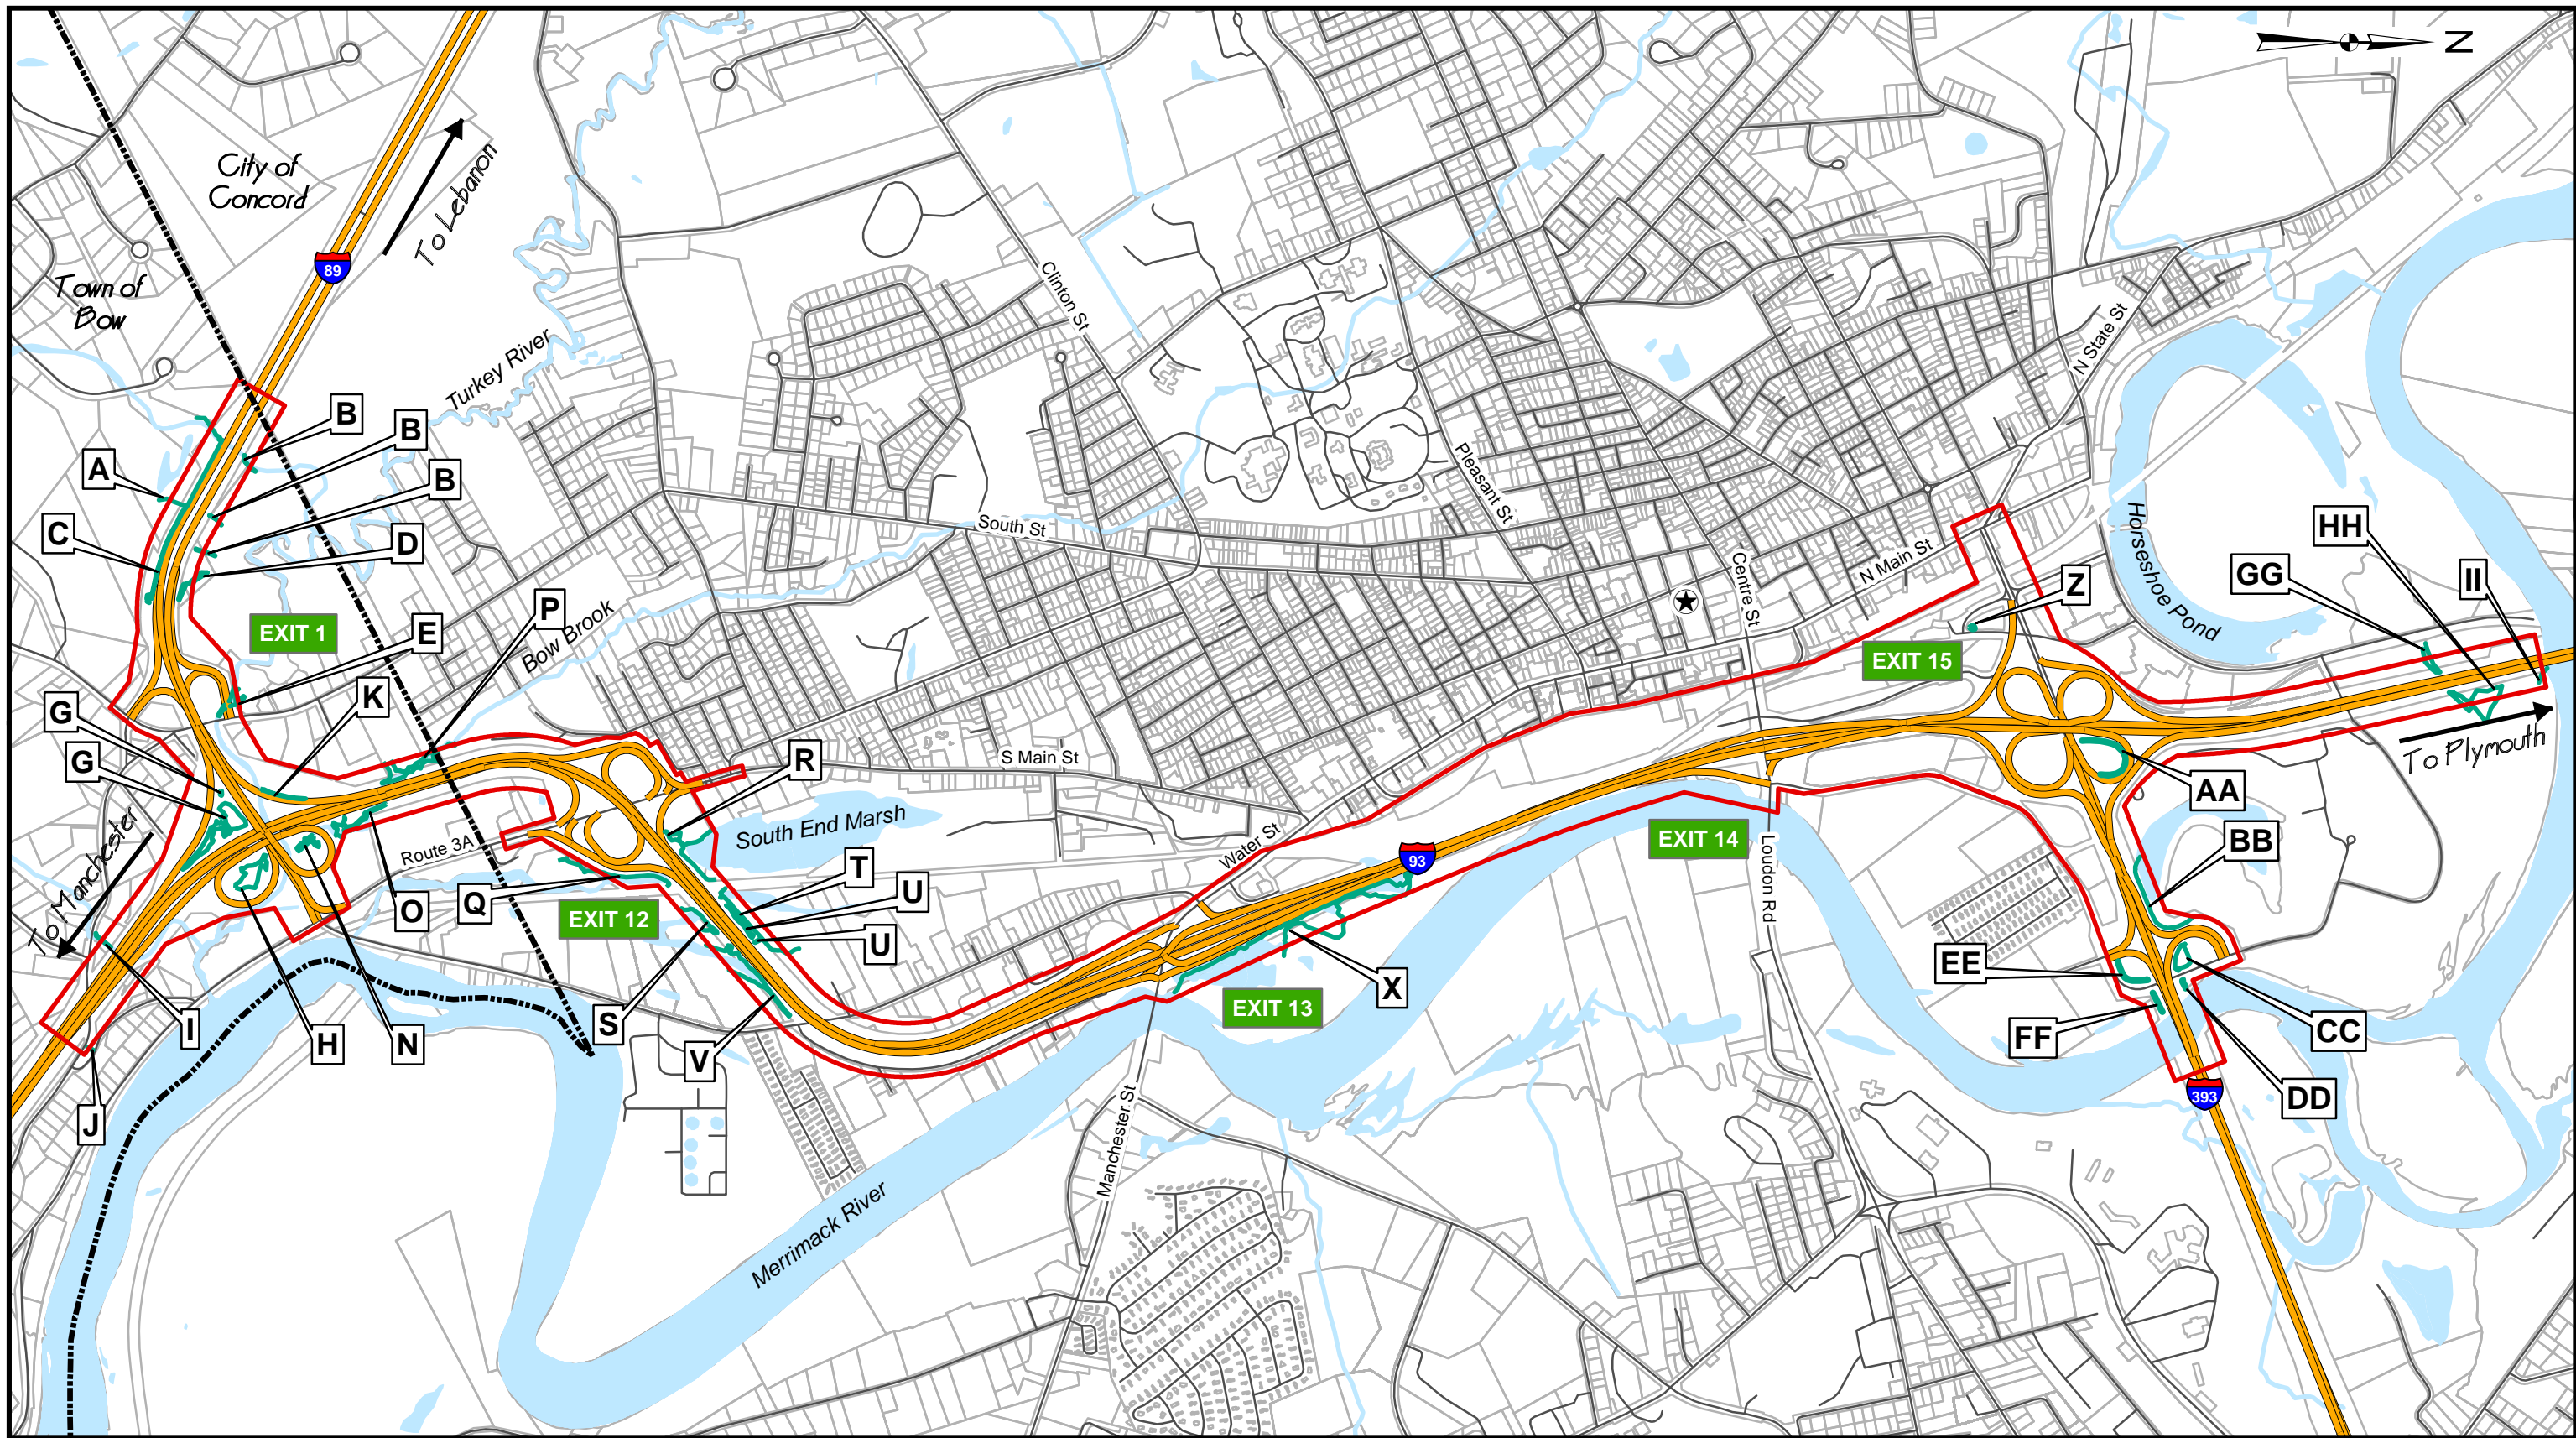 N
City of
Concord
To Lebanon
89
Town of
Bow
Turkey River
Clinton St
N State St
B
B
B
A
C
D
South St
Pleasant St
Centre St
N Main St
Horseshoe Pond
HH
GG
II
Z
EXIT 1
E
P
Bow Brook
K
G
G
EXIT 15
To Plymouth
R
S Main St
South End Marsh
Water St
93
EXIT 14
Loudon Rd
AA
BB
To Manchester
Route 3A
O
Q
EXIT 12
T
U
U
X
EXIT 13
EE
FF
CC
DD
393
I
H
N
S
V
J
Manchester St
Merrimack River